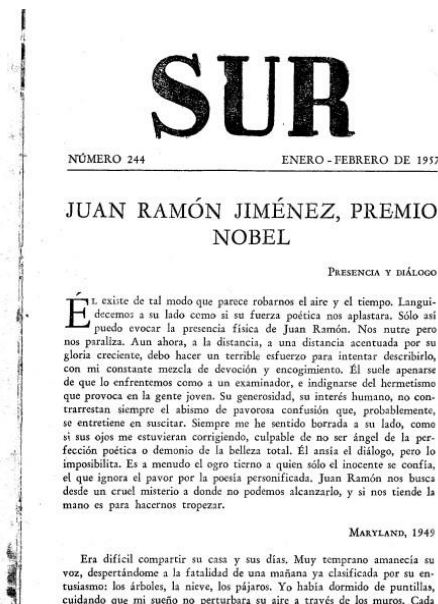 SUR
NÚMERO 244 ENERO - FEBRERO DE 1957
JUAN RAMÓN JIMÉNEZ, PREMIO
NOBEL
PRESENCIA Y DIÁLOGO
ÉL existe de tal modo que parece robarnos el aire y el tiempo. Langui-
decemos a su lado como si su fuerza poética nos aplastara. Sólo así
puedo evocar la presencia física de Juan Ramón. Nos nutre pero
nos paraliza. Aun ahora, a la distancia, a una distancia acentuada por su
gloria creciente, debo hacer un terrible esfuerzo para intentar describirlo,
con mi constante mezcla de devoción y encogimiento. Él suele apenarse
de que lo enfrentemos como a un examinador, e indignarse del hermetismo
que provoca en la gente joven. Su generosidad, su interés humano, no con-
trarrestan siempre el abismo de pavorosa confusión que, probablemente,
se entretiene en suscitar. Siempre me he sentido borrada a su lado, como
si sus ojos me estuvieran corrigiendo, culpable de no ser ángel de la per-
fección poética o demonio de la belleza total. Él ansía el diálogo, pero lo
imposibilita. Es a menudo el ogro tierno a quien sólo el inocente se confía,
el que ignora el pavor por la poesía personificada. Juan Ramón nos busca
desde un cruel misterio a donde no podemos alcanzarlo, y si nos tiende la
mano es para hacernos tropezar.
MARYLAND, 1949
Era difícil compartir su casa y sus días. Muy temprano amanecía su
voz, despertándome a la fatalidad de una mañana ya clasificada por su en-
tusiasmo: los árboles, la nieve, los pájaros. Yo había dormido de puntillas,
cuidando que mi sueño no perturbara su aire a través de los muros. Cada